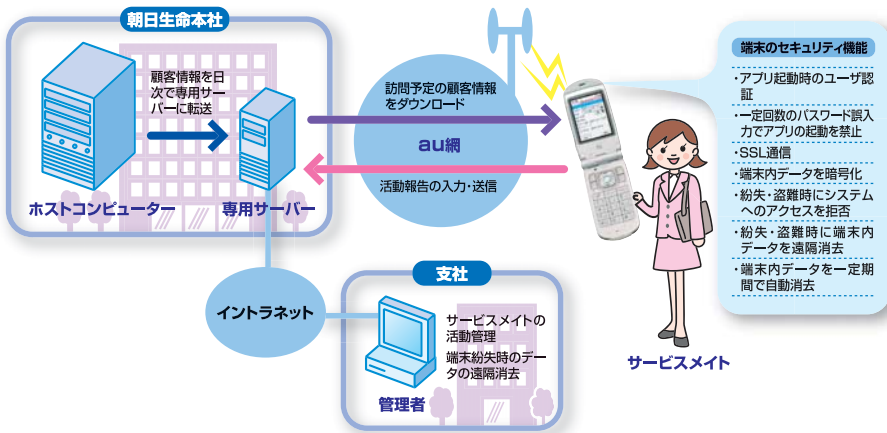 朝日生命本社
顧客情報を日
次で専用サー
バーに転送
ホストコンピューター
専用サーバー
訪問予定の顧客情報
をダウンロード
au網
活動報告の入力・送信
端末のセキュリティ機能
・アプリ起動時のユーザ認
証
・一定回数のパスワード誤入
力でアプリの起動を禁止
・SSL通信
・端末内データを暗号化
・紛失・盗難時にシステム
へのアクセスを拒否
・紛失・盗難時に端末内
データを遠隔消去
・端末内データを一定期
間で自動消去
サービスメイト
イントラネット
支社
サービスメイトの
活動管理
端末紛失時のデー
タの遠隔消去
管理者